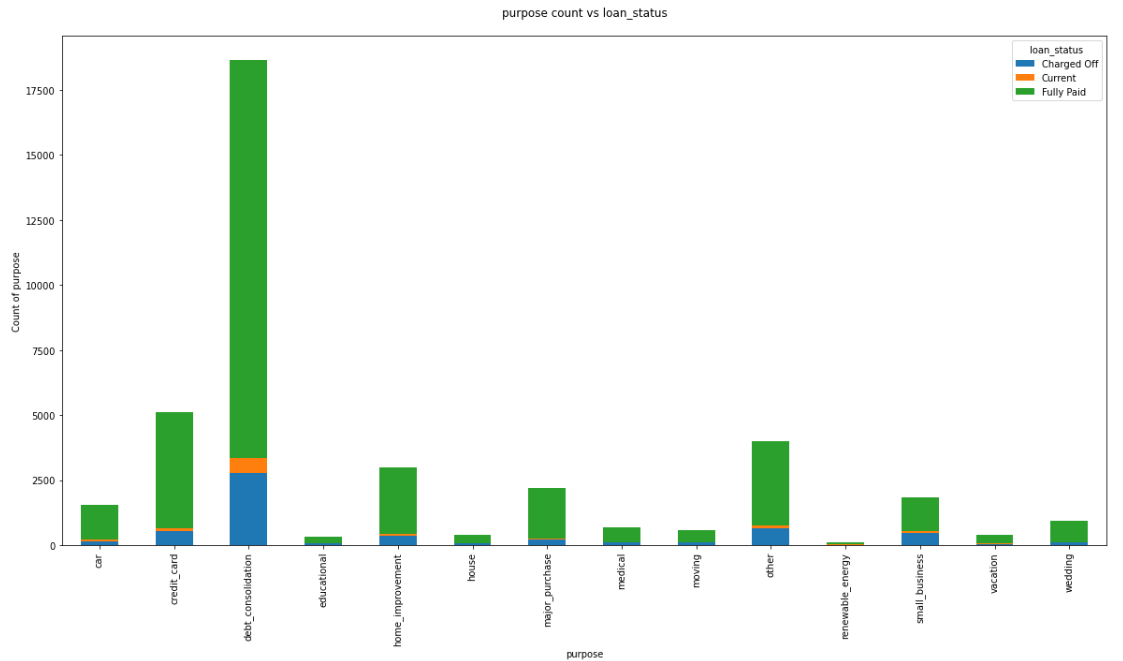 purpose count vs loan_status
loan_status
Charged Off
Current
Fully Paid
Count of purpose
17500
15000
12500
10000
7500
5000
2500
0
car
credit_card
debt_consolidation
educational
home_improvement
house
major_purchase
medical
moving
other
renewable_energy
small_business
vacation
wedding
purpose